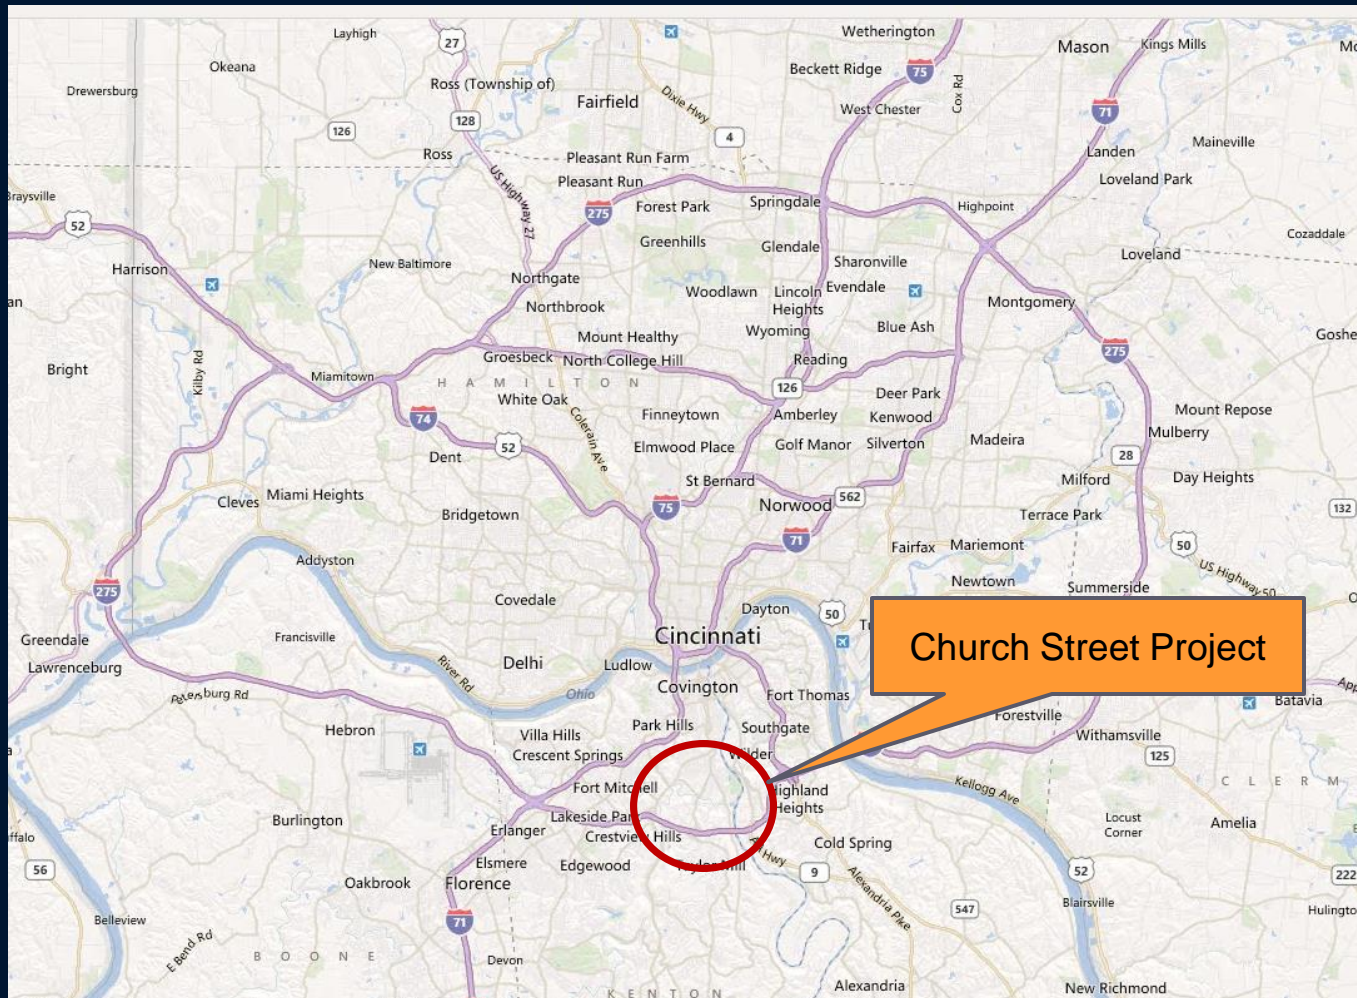 Layhigh
27
Wetherington
Mason
Kings Mills
Okeana
Beckett Ridge
75
Drewersburg
Ross (Township of)
Fairfield
Dixie Hwy
West Chester
Cox Rd
71
126
128
4
Maineville
Ross
Pleasant Run Farm
Landen
Pleasant Run
Loveland Park
US Highway 27
275
Forest Park
Springdale
Highpoint
52
Greenhills
Glendale
Cozaddale
Harrison
New Baltimore
Sharonville
Loveland
Northgate
Woodlawn
Lincoln
Heights
Evendale
Montgomery
Northbrook
Mount Healthy
Wyoming
Blue Ash
275
Bright
Kilby Rd
Groesbeck
North College Hill
Reading
Miamitown
H A M I L T O N
126
Deer Park
White Oak
Colerain Ave
74
Finneytown
Amberley
Kenwood
Mount Repose
52
Elmwood Place
Golf Manor
Silverton
Madeira
Mulberry
Dent
28
St Bernard
Milford
Day Heights
Cleves
Miami Heights
75
Norwood
562
132
Bridgetown
Terrace Park
71
Fairfax
Mariemont
50
Addyston
US Highway 50
275
Newtown
Summerside
Covedale
Dayton
50
Greendale
Francisville
Cincinnati
Church Street Project
Lawrenceburg
Delhi
Ludlow
River Rd
Petersburg Rd
Ohio
Covington
Fort Thomas
Batavia
Hebron
Villa Hills
Park Hills
Southgate
Forestville
Withamsville
Crescent Springs
Wilder
125
Fort Mitchell
Highland
Heights
Kellogg Ave
C L E R M
Burlington
Lakeside Park
Locust
Corner
Amelia
Erlanger
Crestview Hills
Cold Spring
56
Elsmere
Edgewood
Taylor Mill
AA Hwy
9
52
222
Oakbrook
Florence
Alexandria Pike
Belleview
71
547
Blairsville
E Bend Rd
B O O N E
Devon
K E N T O N
Alexandria
New Richmond